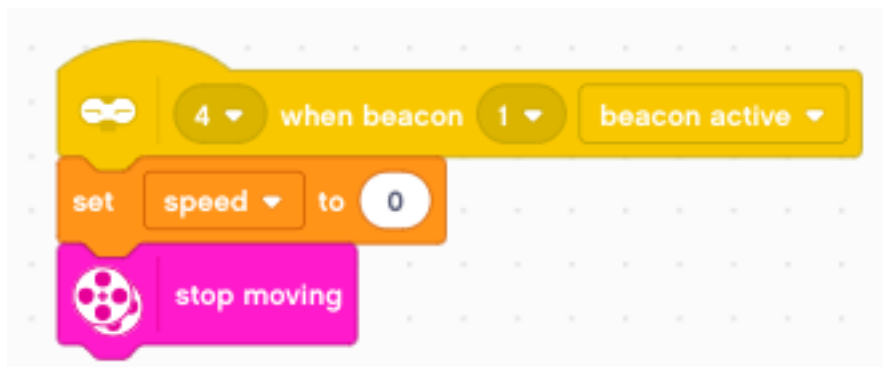 4 when beacon 1 beacon active
set speed to 0
stop moving